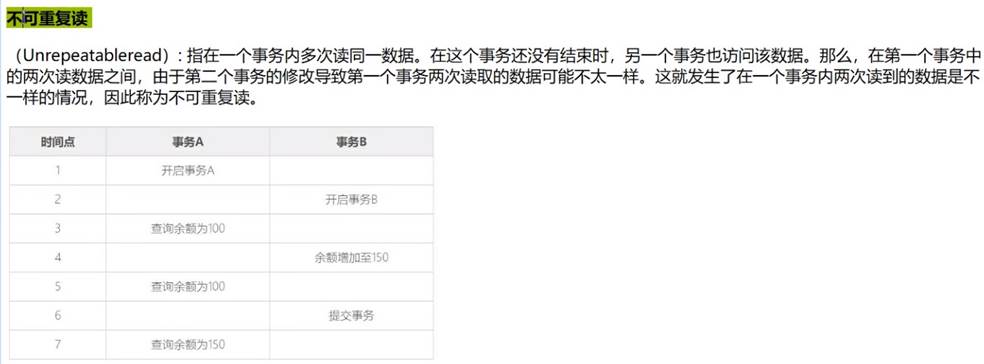 不可重复读
（Unrepeatableread）: 指在一个事务内多次读同一数据。在这个事务还没有结束时，另一个事务也访问该数据。那么，在第一个事务中
的两次读数据之间，由于第二个事务的修改导致第一个事务两次读取的数据可能不太一样。这就发生了在一个事务内两次读到的数据是不
一样的情况，因此称为不可重复读。
时间点 事务A 事务B
1 开启事务A
2 开启事务B
3 查询余额为100
4 余额增加至150
5 查询余额为100
6 提交事务
7 查询余额为150